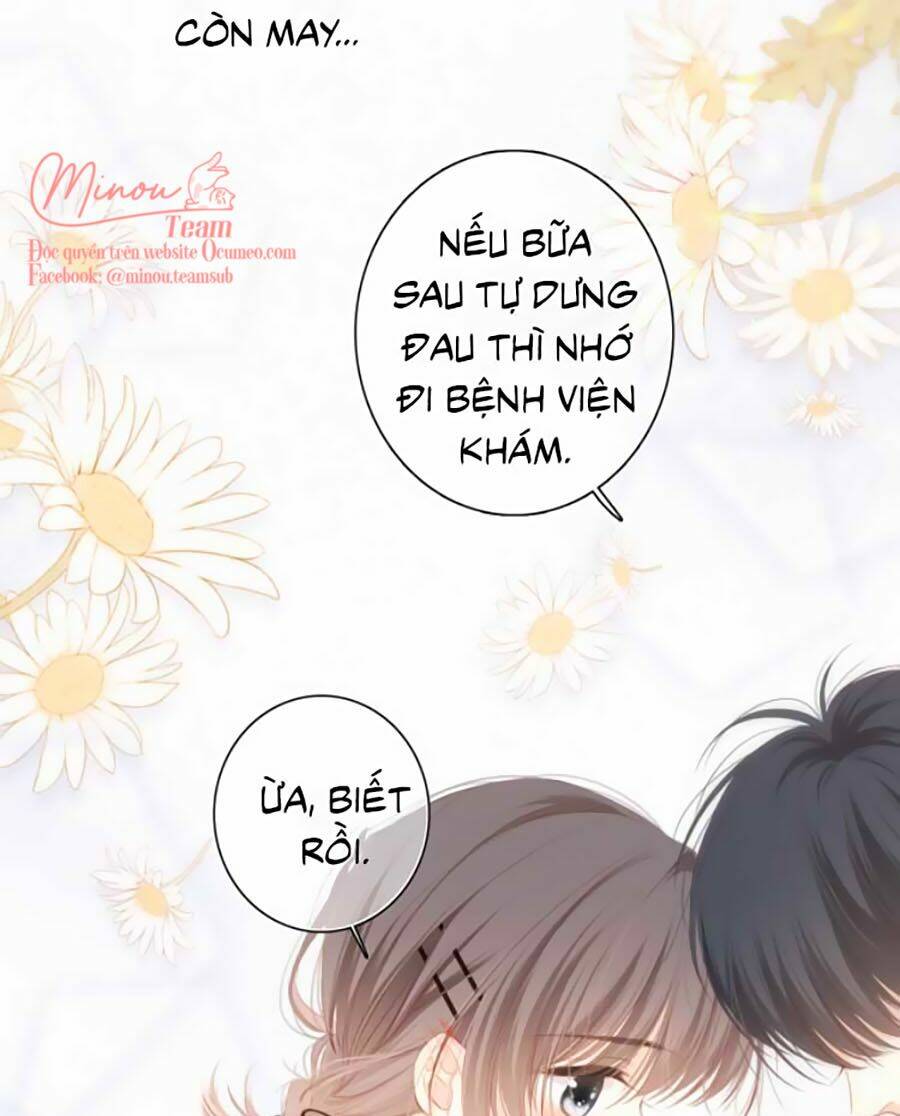 CÒN MAY...
Minou
Team
Độc quyền trên website Ocumeo.com
Facebook: @minou.teamsub
NẾU BỮA
SAU TỰ DƯNG
ĐAU THÌ NHỚ
ĐI BỆNH VIỆN
KHÁM.
ỪA, BIẾT
RỒI.